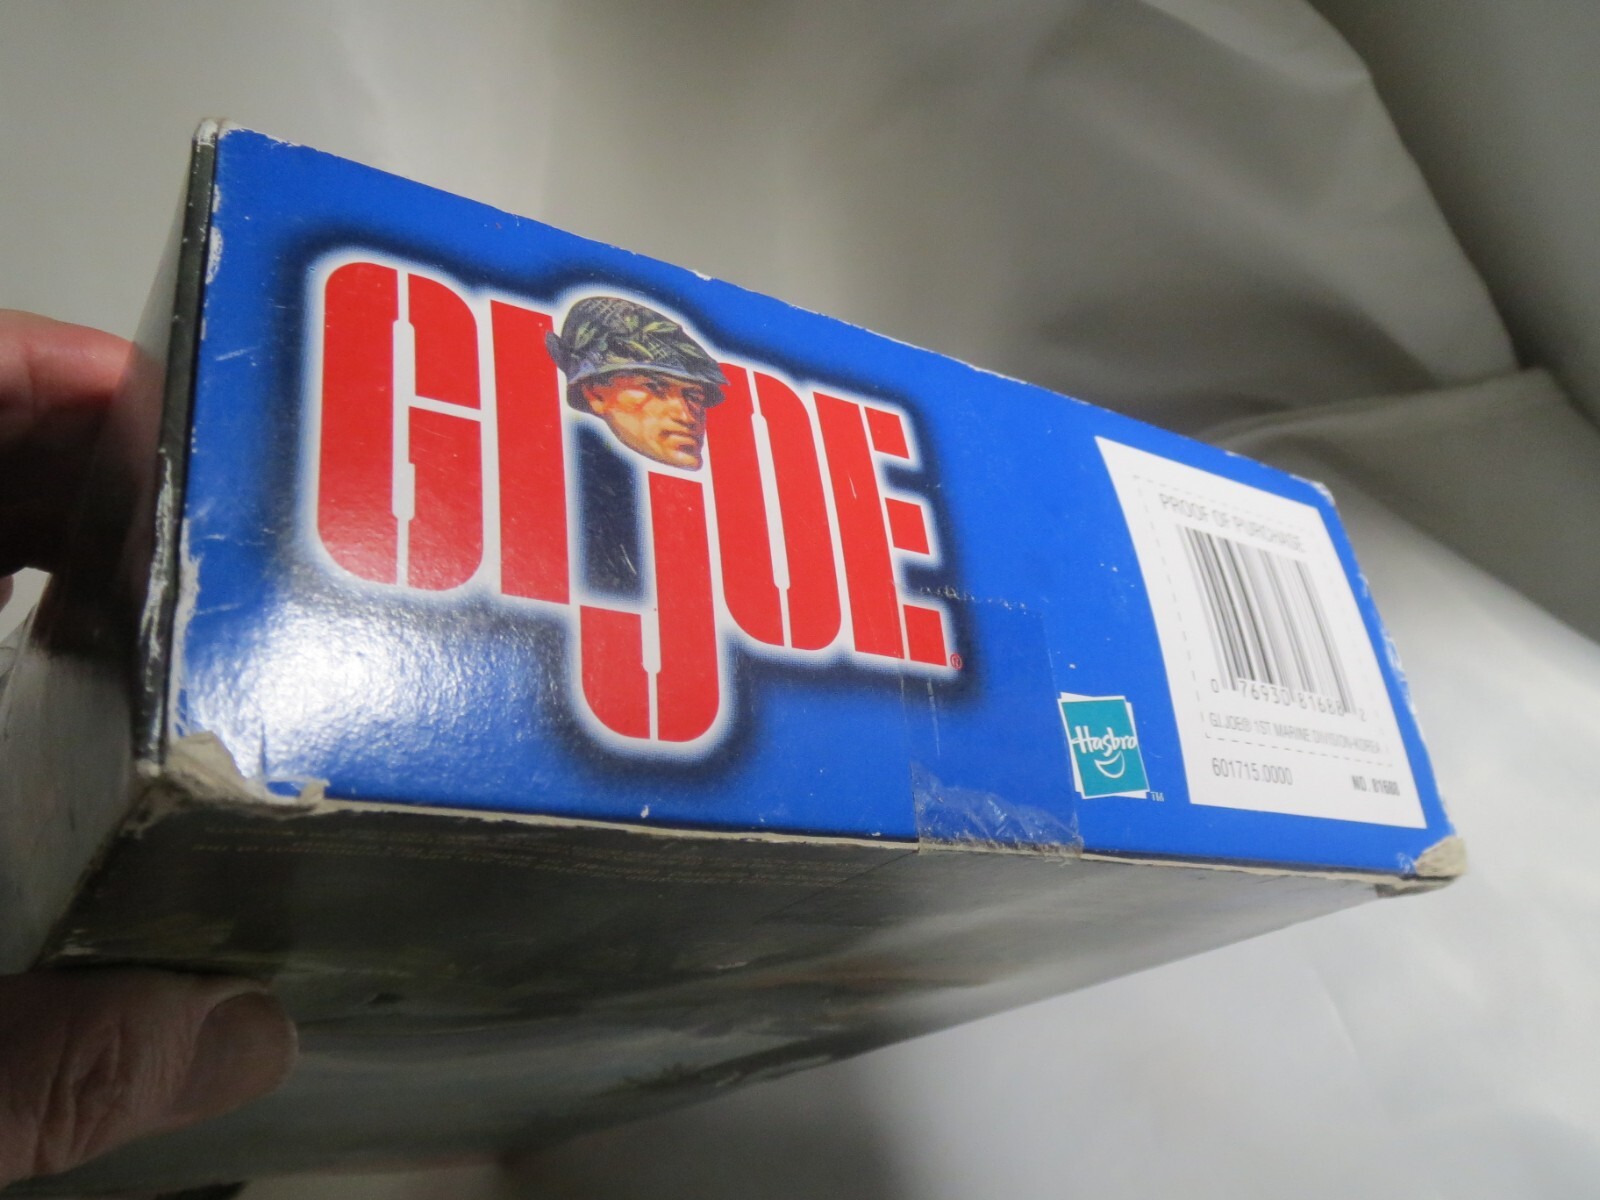 GI JOE®
PROOF OF PURCHASE
0 76930 81688 2
G.I. JOE® 1ST MARINE DIVISION-KOREA
601715.0000 NO. 81688
Hasbro
TM